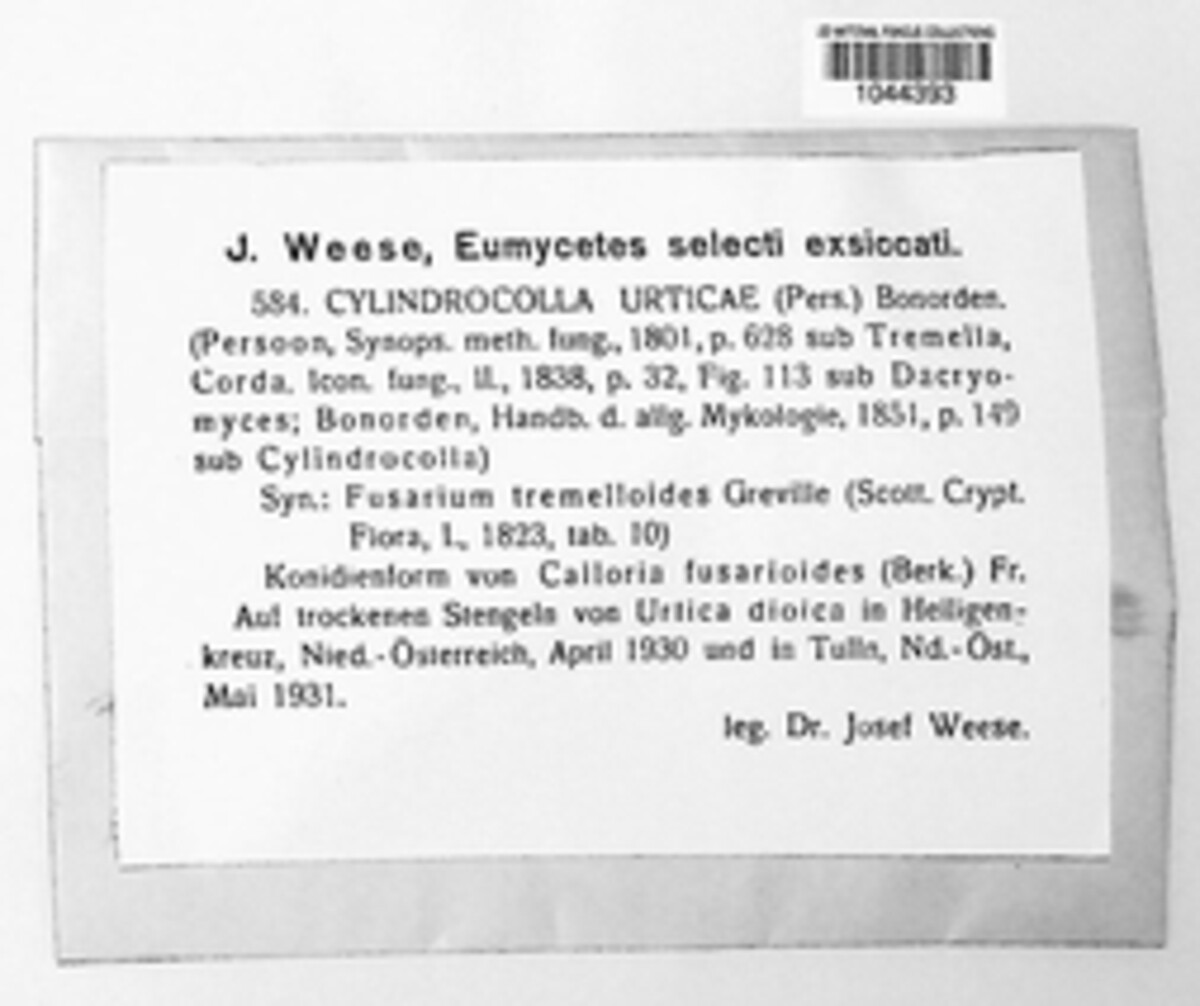 US NATIONAL FUNGUS COLLECTIONS
1044393
J. Weese, Eumycetes selecti exsiccati.
584. CYLINDROCOLLA URTICAE (Pers.) Bonorden.
(Persoon, Synops. meth. fung., 1801, p. 628 sub Tremella,
Corda. Icon. fung., II., 1838, p. 32, Fig. 113 sub Dacryo-
myces; Bonorden, Handb. d. allg. Mykologie, 1851, p. 149
sub Cylindrocolla)
Syn.: Fusarium tremelloides Greville (Scott. Crypt.
Flora, I., 1823, tab. 10)
Konidienform von Calloria fusarioides (Berk.) Fr.
Auf trockenen Stengeln von Urtica dioica in Heiligen-
kreuz, Nied.-Österreich, April 1930 und in Tulln, Nd.-Öst.,
Mai 1931.
leg. Dr. Josef Weese.